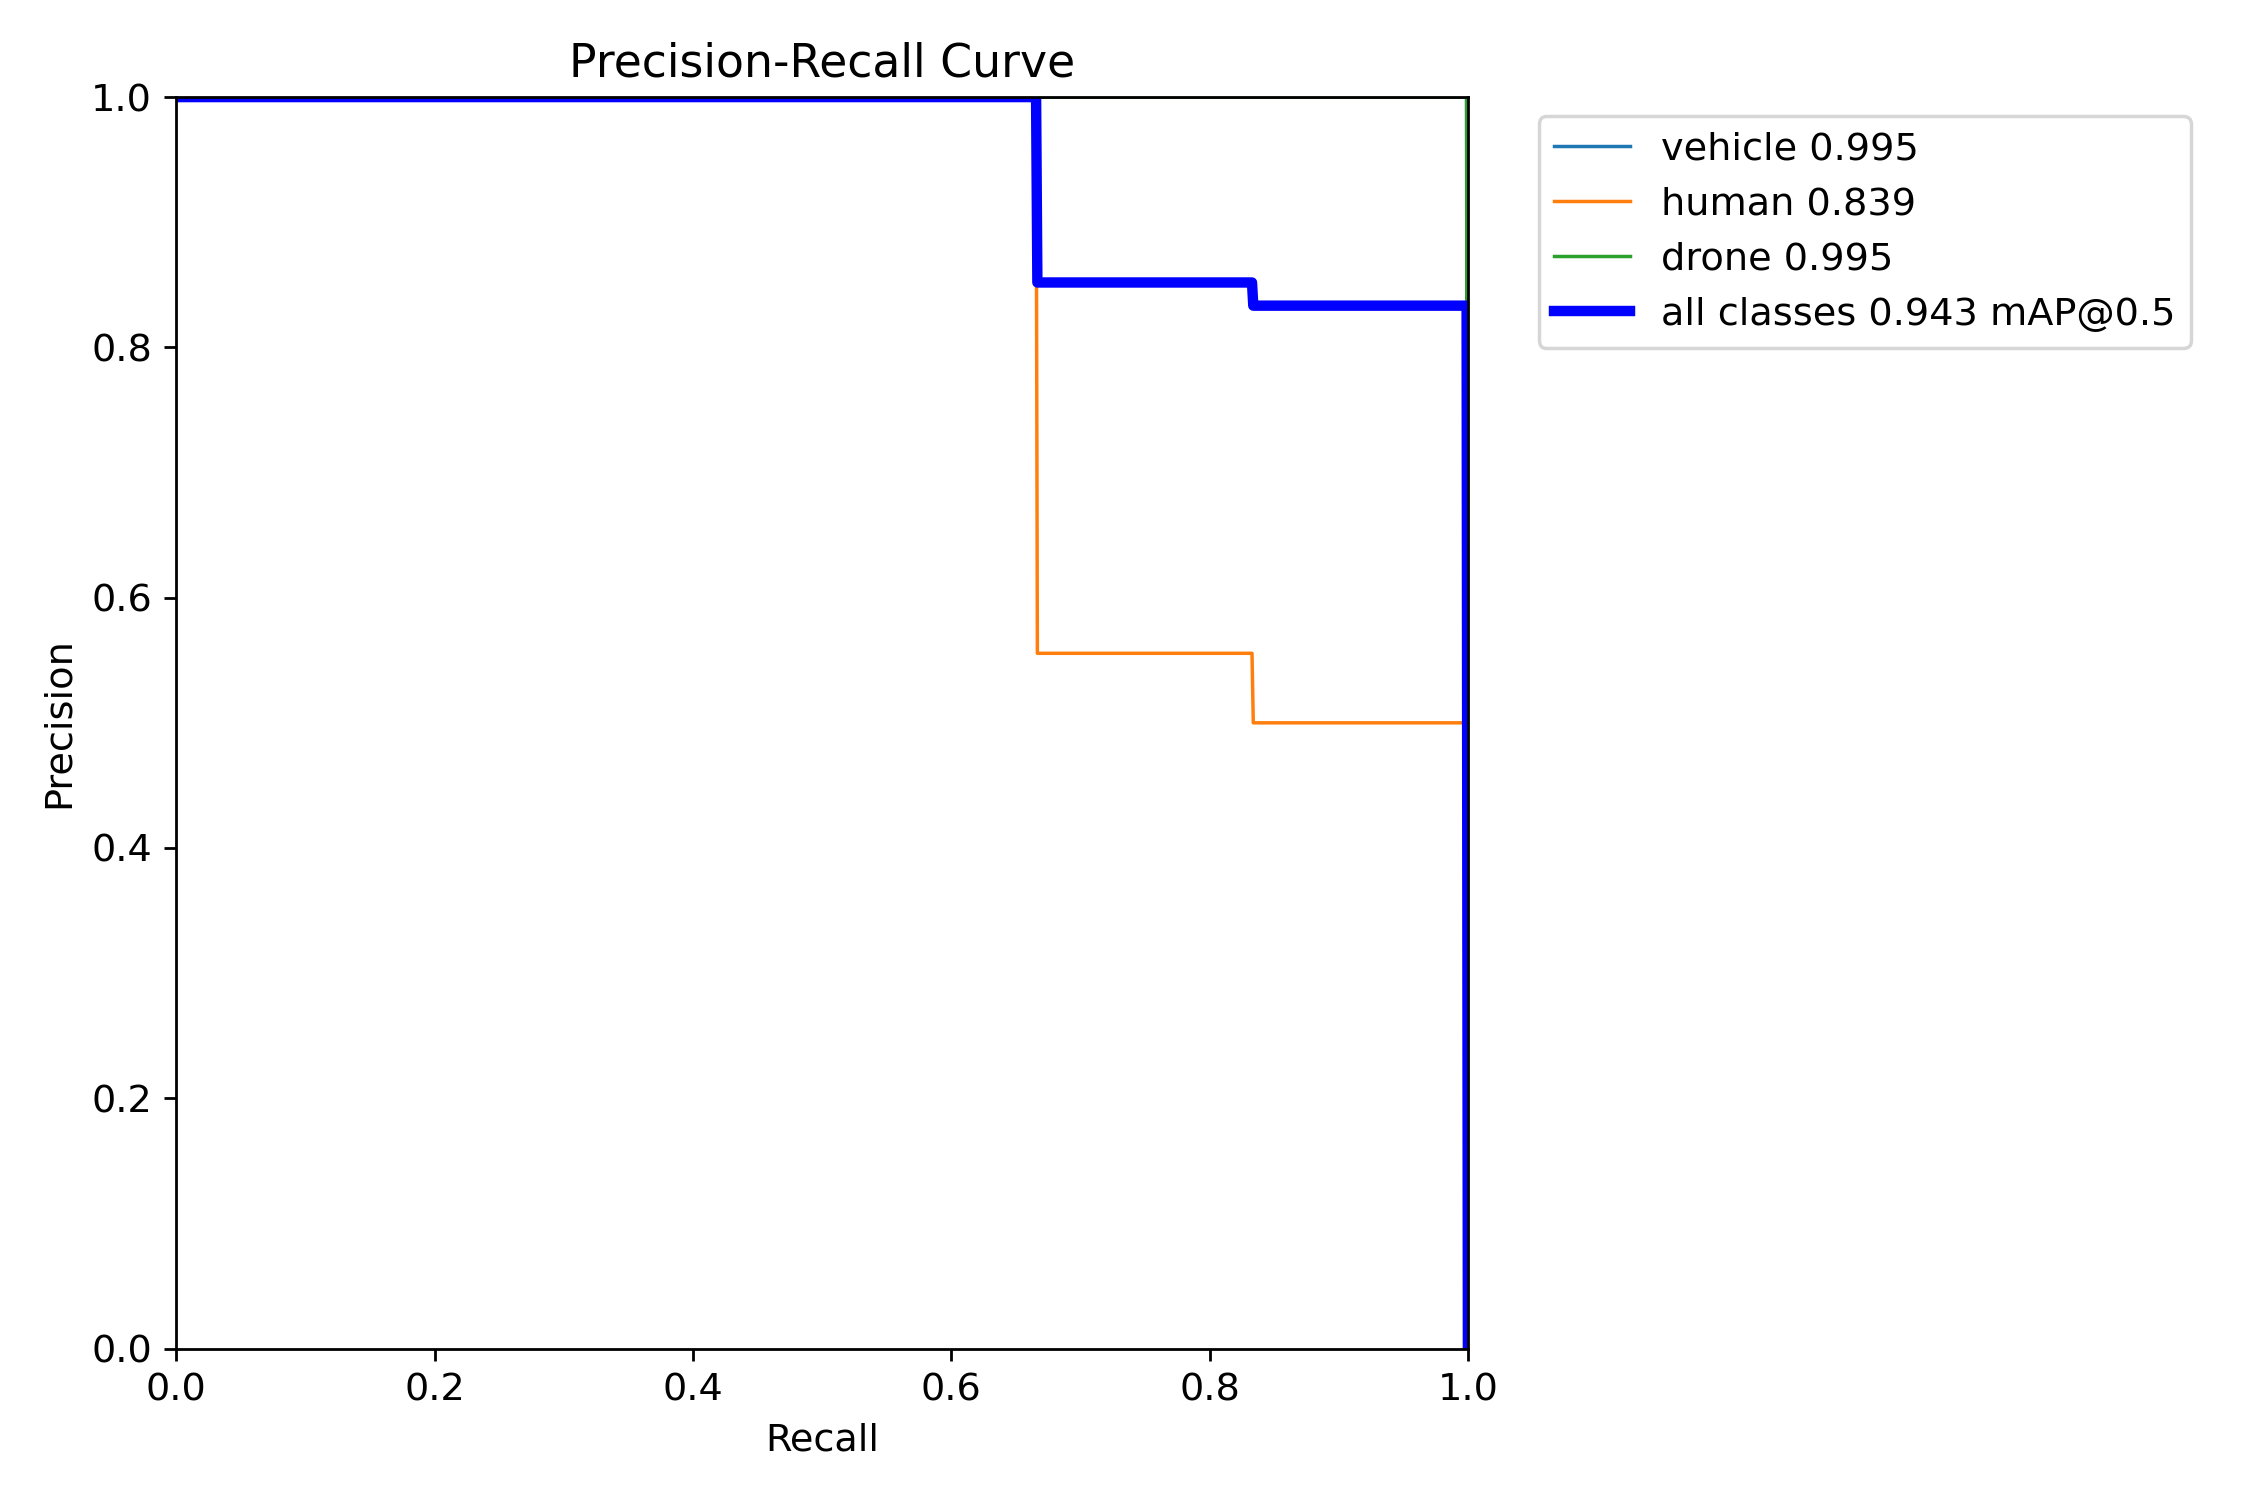 Precision-Recall Curve
1.0
0.8
0.6
0.4
0.2
0.0
Precision
0.0 0.2 0.4 0.6 0.8 1.0
Recall
vehicle 0.995
human 0.839
drone 0.995
all classes 0.943 mAP@0.5